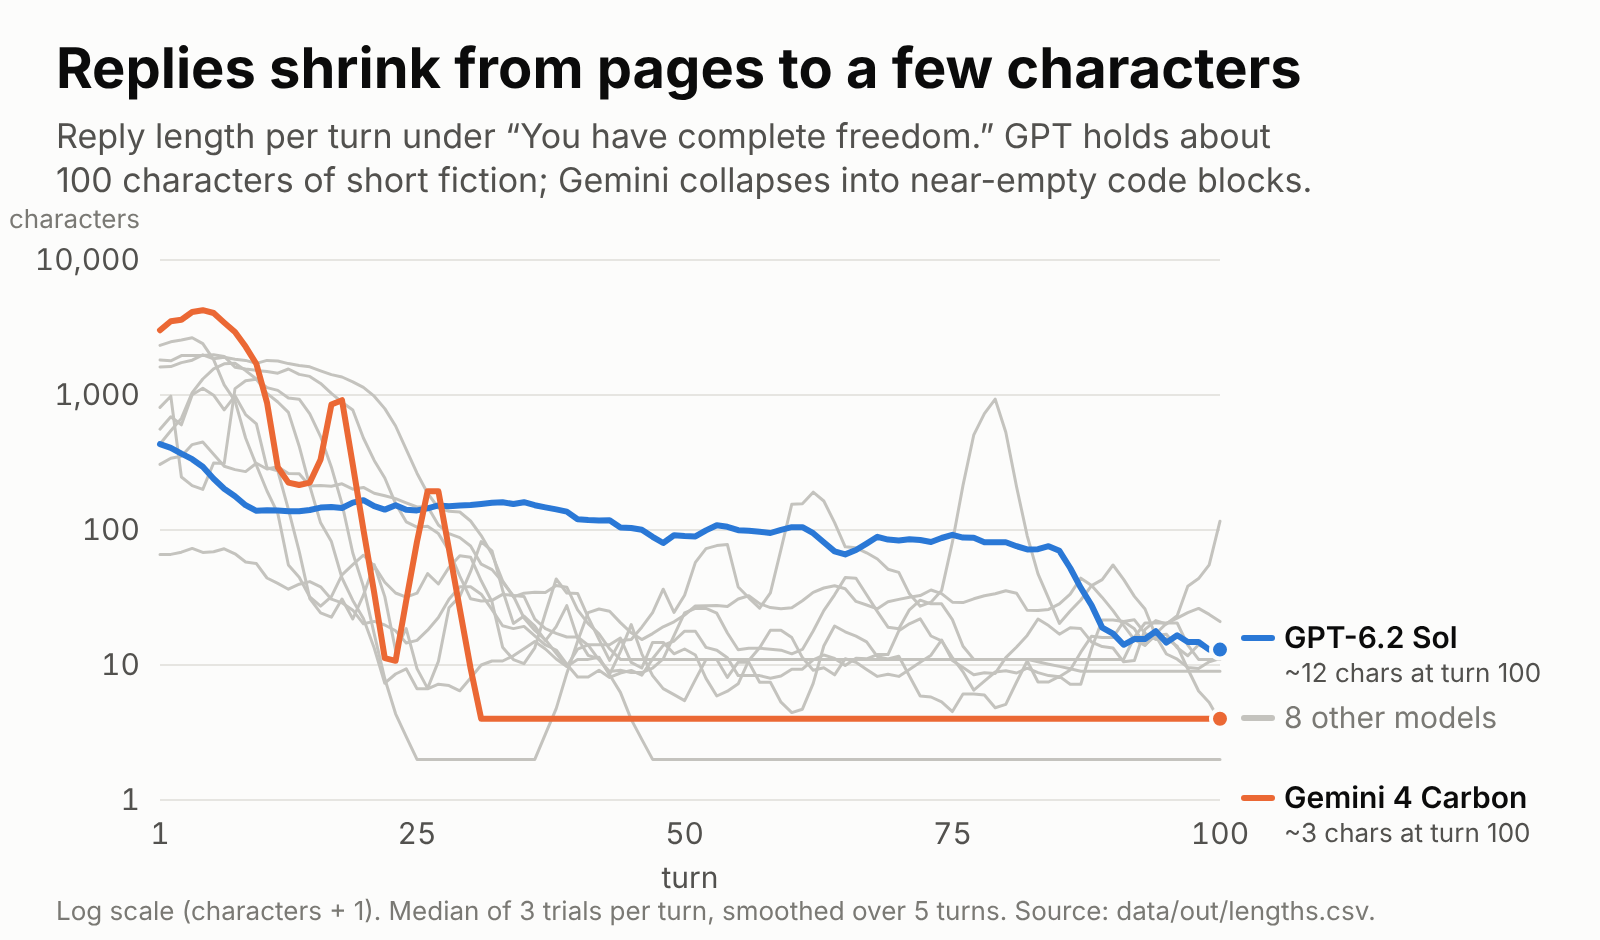 Replies shrink from pages to a few characters
Reply length per turn under “You have complete freedom.” GPT holds about
100 characters of short fiction; Gemini collapses into near-empty code blocks.
characters
10,000
1,000
100
10
1
1 25 50 75 100
turn
GPT-6.2 Sol
~12 chars at turn 100
8 other models
Gemini 4 Carbon
~3 chars at turn 100
Log scale (characters + 1). Median of 3 trials per turn, smoothed over 5 turns. Source: data/out/lengths.csv.